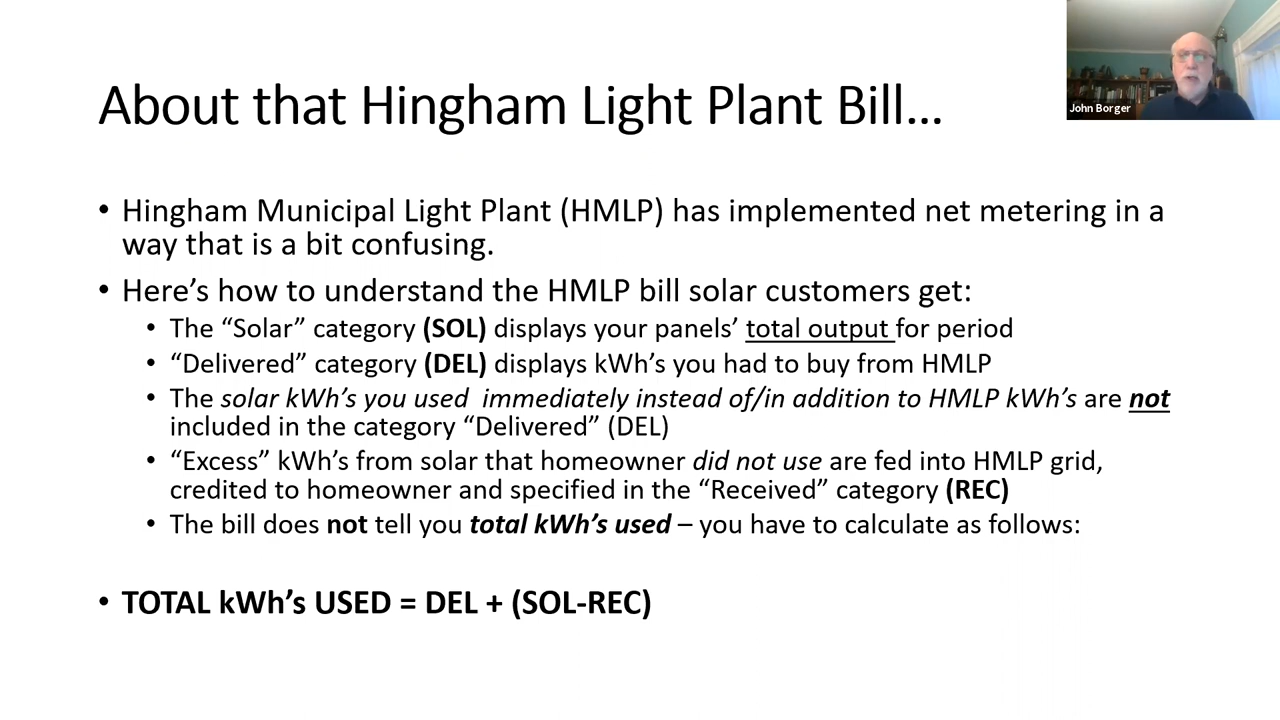 About that Hingham Light Plant Bill...
John Borger
• Hingham Municipal Light Plant (HMLP) has implemented net metering in a
way that is a bit confusing.
• Here’s how to understand the HMLP bill solar customers get:
• The “Solar” category (SOL) displays your panels’ total output for period
• “Delivered” category (DEL) displays kWh’s you had to buy from HMLP
• The solar kWh’s you used  immediately instead of/in addition to HMLP kWh’s are not
included in the category “Delivered” (DEL)
• “Excess” kWh’s from solar that homeowner did not use are fed into HMLP grid,
credited to homeowner and specified in the “Received” category (REC)
• The bill does not tell you total kWh’s used – you have to calculate as follows:
• TOTAL kWh’s USED = DEL + (SOL-REC)